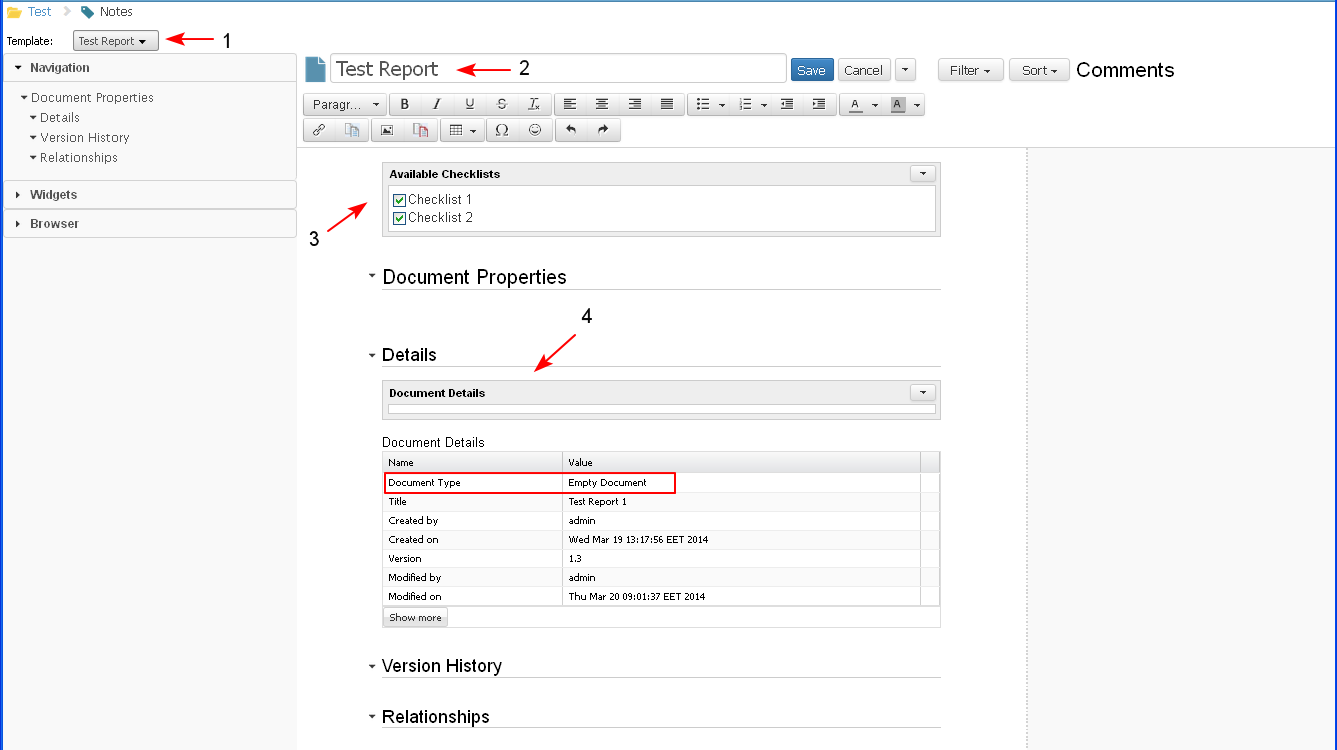 Test Notes
Template: Test Report 1
Navigation
Document Properties
Details
Version History
Relationships
Widgets
Browser
Test Report 2 Save Cancel Filter Sort Comments
Paragr... B I U S Ix A A
Ω
Available Checklists
Checklist 1
Checklist 2
3
Document Properties
4
Details
Document Details
Document Details
Name Value
Document Type Empty Document
Title Test Report 1
Created by admin
Created on Wed Mar 19 13:17:56 EET 2014
Version 1.3
Modified by admin
Modified on Thu Mar 20 09:01:37 EET 2014
Show more
Version History
Relationships